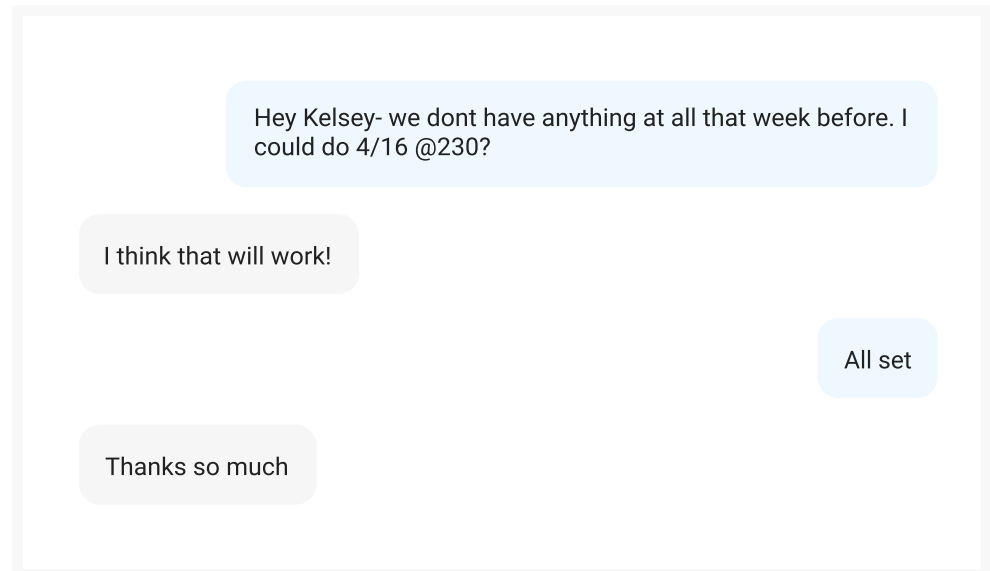 Hey Kelsey- we dont have anything at all that week before. I
could do 4/16 @230?
I think that will work!
All set
Thanks so much